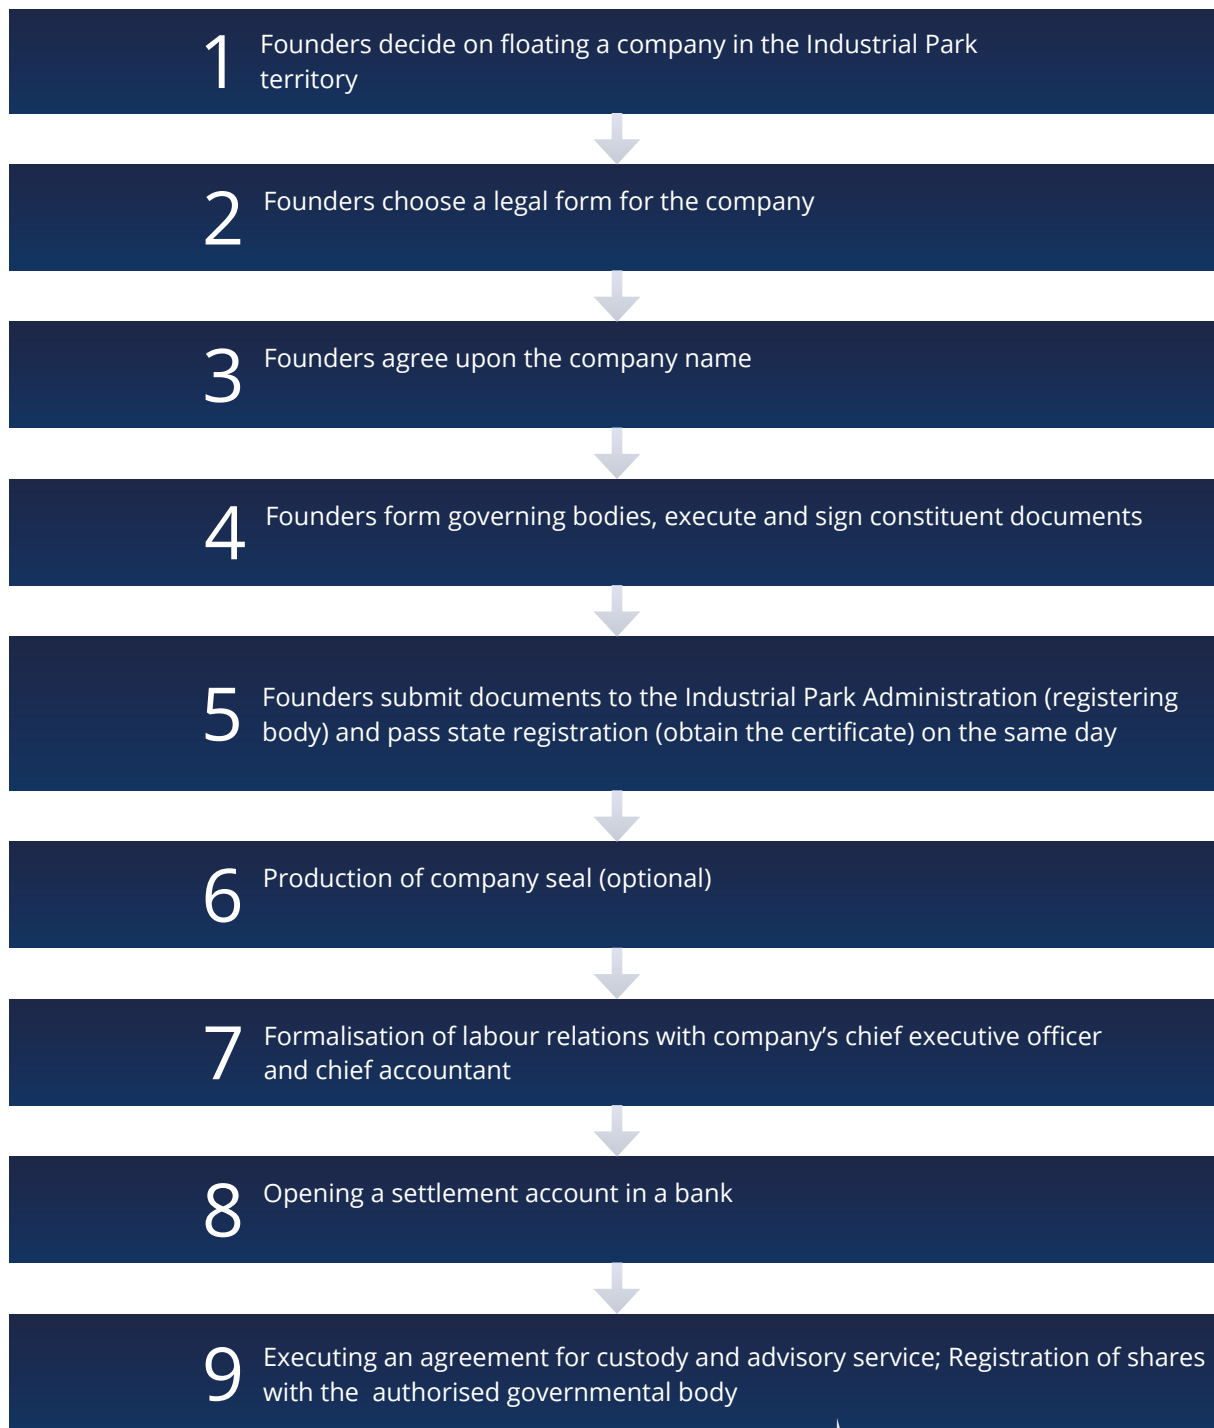 1
Founders decide on floating a company in the Industrial Park
territory
2
Founders choose a legal form for the company
3
Founders agree upon the company name
4
Founders form governing bodies, execute and sign constituent documents
5
Founders submit documents to the Industrial Park Administration (registering
body) and pass state registration (obtain the certificate) on the same day
6
Production of company seal (optional)
7
Formalisation of labour relations with company’s chief executive officer
and chief accountant
8
Opening a settlement account in a bank
9
Executing an agreement for custody and advisory service; Registration of shares
with the  authorised governmental body